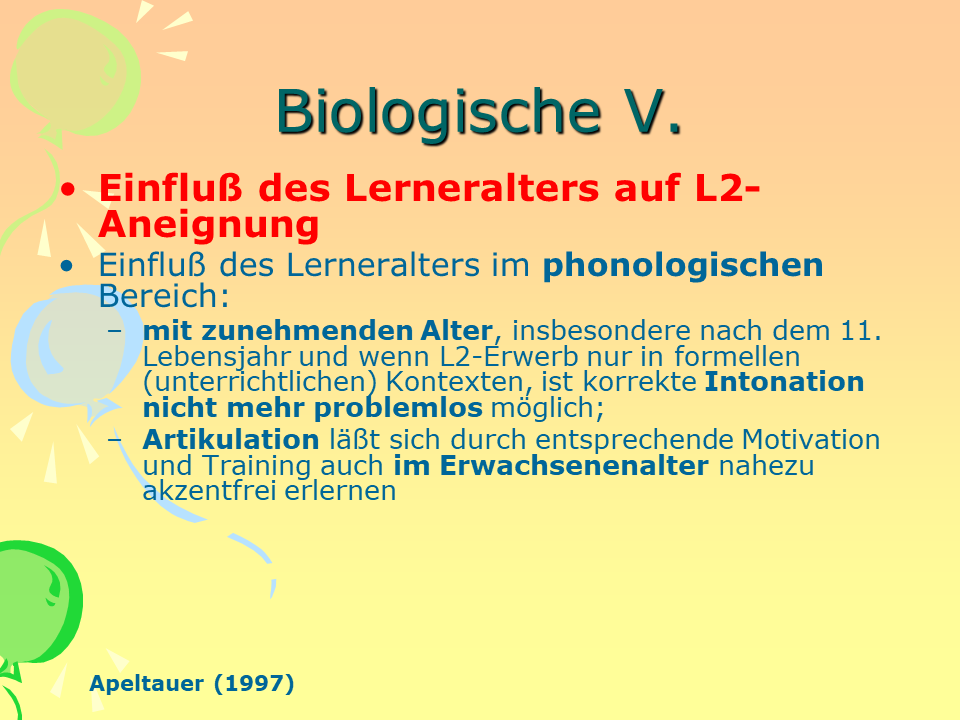 Biologische V.
• Einfluß des Lerneralters auf L2-
Aneignung
• Einfluß des Lerneralters im phonologischen
Bereich:
– mit zunehmenden Alter, insbesondere nach dem 11.
Lebensjahr und wenn L2-Erwerb nur in formellen
(unterrichtlichen) Kontexten, ist korrekte Intonation
nicht mehr problemlos möglich;
– Artikulation läßt sich durch entsprechende Motivation
und Training auch im Erwachsenenalter nahezu
akzentfrei erlernen
Apeltauer (1997)